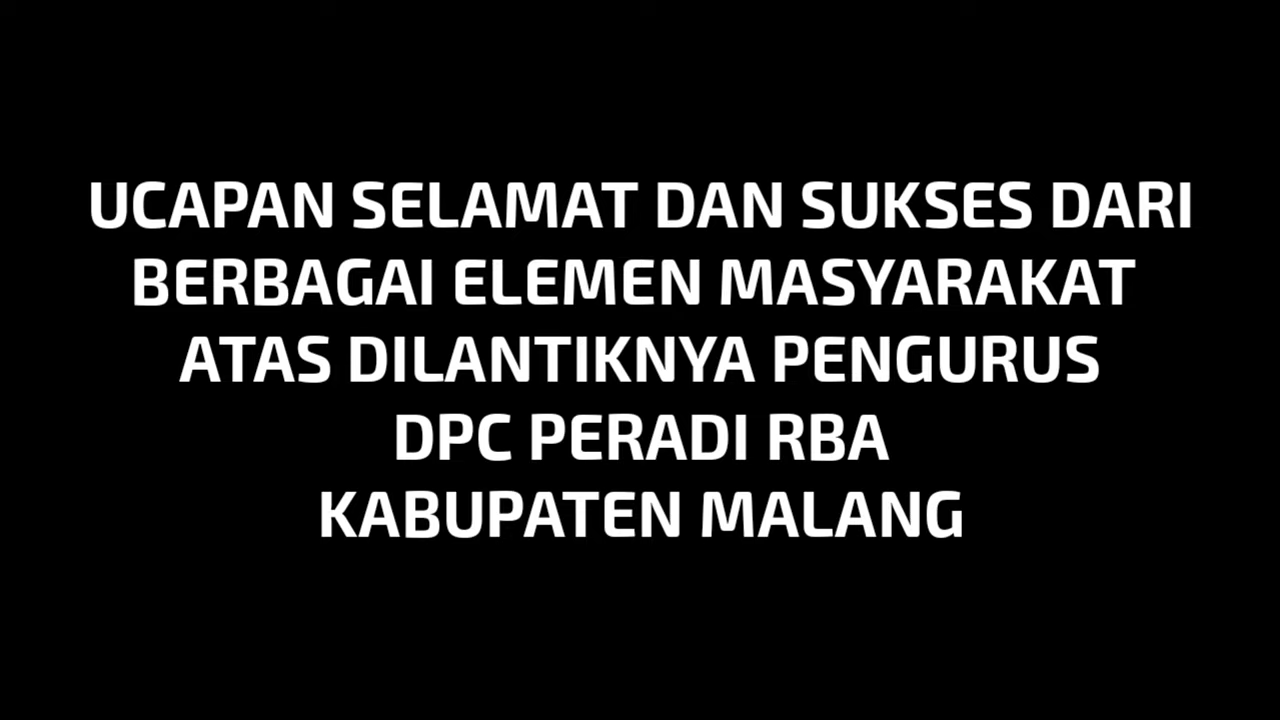 UCAPAN SELAMAT DAN SUKSES DARI
BERBAGAI ELEMEN MASYARAKAT
ATAS DILANTIKNYA PENGURUS
DPC PERADI RBA
KABUPATEN MALANG